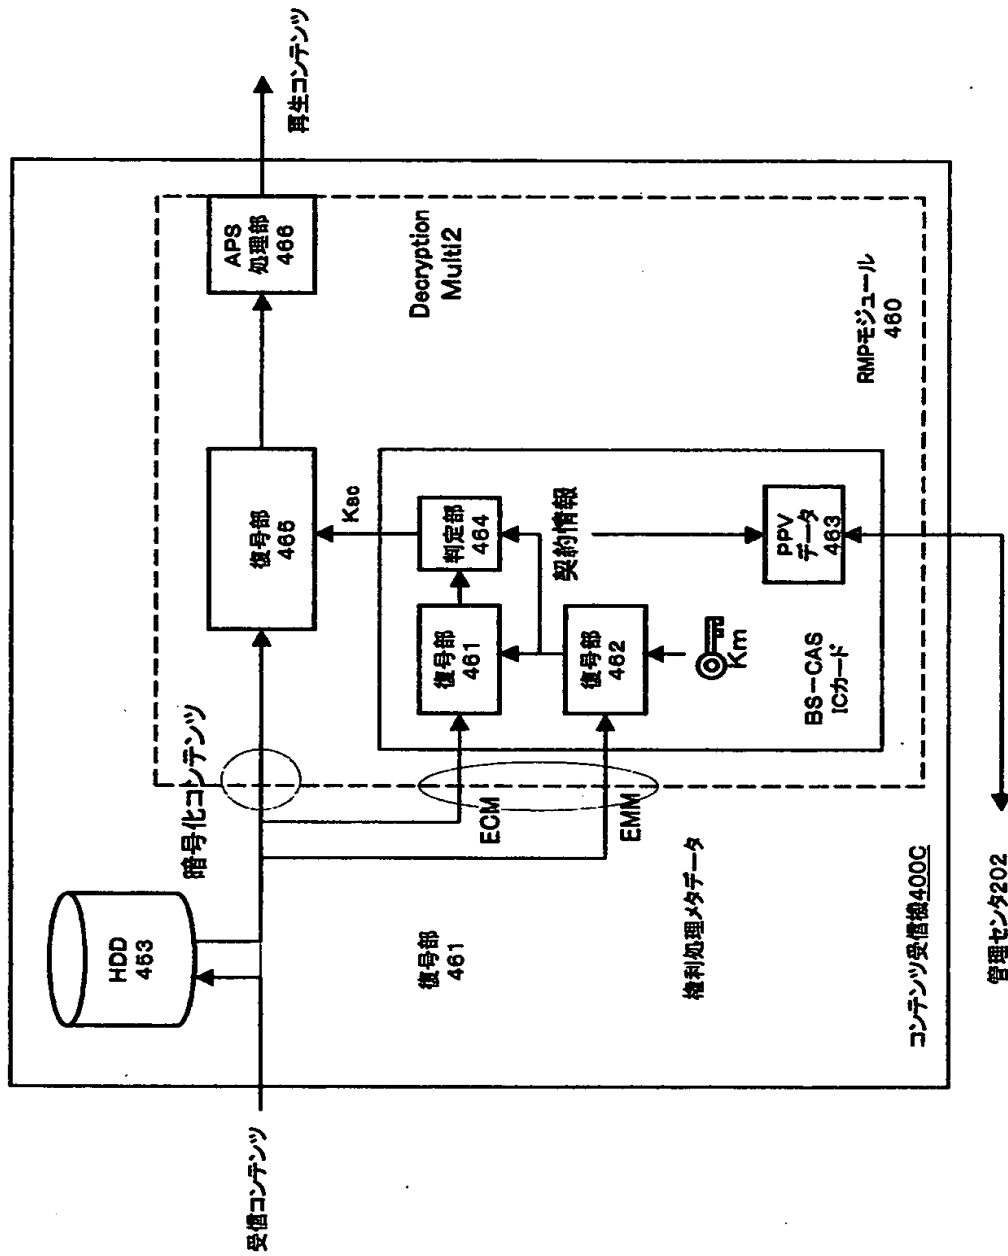 受信コンテンツ
HDD
453
暗号化コンテンツ
復号部
465
APS
処理部
466
再生コンテンツ
Decryption
Multi2
Ksc
ECM
EMM
復号部
461
判定部
464
契約情報
復号部
462
Km
PPV
データ
463
BS-CAS
ICカード
RMPモジュール
460
復号部
461
権利処理メタデータ
コンテンツ受信機400C
管理センタ202